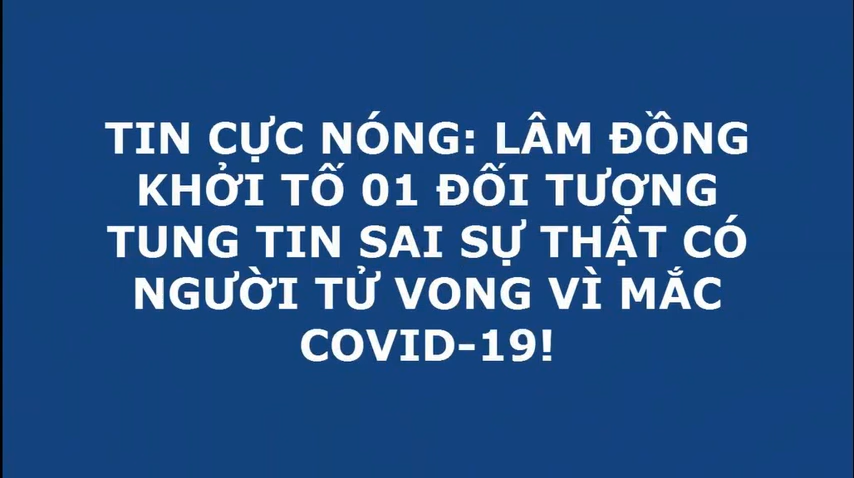 TIN CỰC NÓNG: LÂM ĐỒNG
KHỞI TỐ 01 ĐỐI TƯỢNG
TUNG TIN SAI SỰ THẬT CÓ
NGƯỜI TỬ VONG VÌ MẮC
COVID-19!